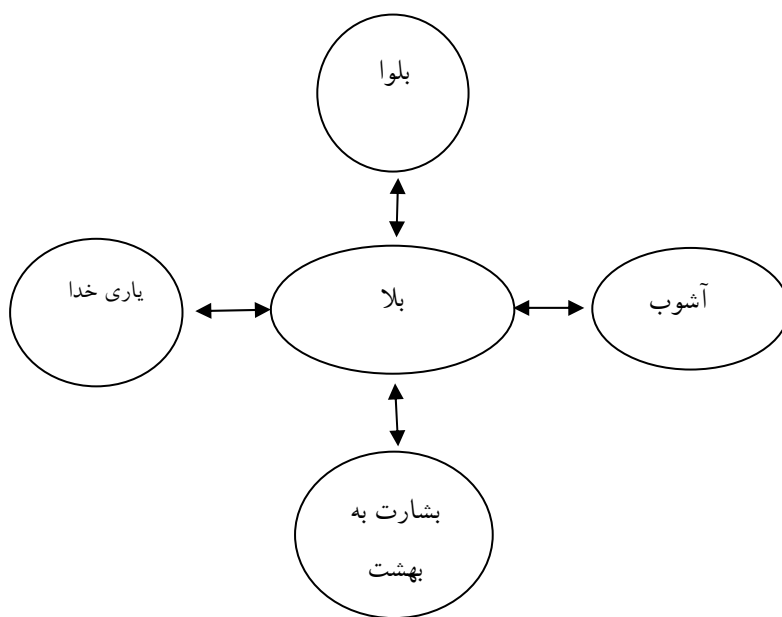 بلوا
آشوب
بلا
یاری خدا
بشارت به
بهشت